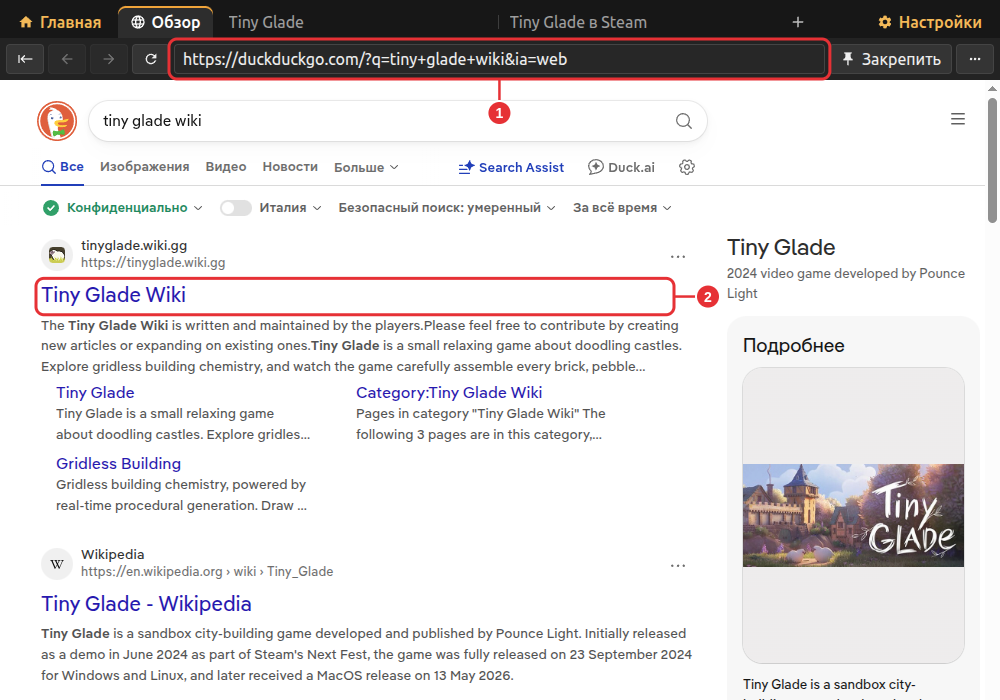 Главная
Обзор
Tiny Glade
Tiny Glade в Steam
+
Настройки
https://duckduckgo.com/?q=tiny+glade+wiki&ia=web
Закрепить
1
tiny glade wiki
Все
Изображения
Видео
Новости
Больше
Search Assist
Duck.ai
Конфиденциально
Италия
Безопасный поиск: умеренный
За всё время
tinyglade.wiki.gg
https://tinyglade.wiki.gg
Tiny Glade Wiki
2
The Tiny Glade Wiki is written and maintained by the players.Please feel free to contribute by creating
new articles or expanding on existing ones.Tiny Glade is a small relaxing game about doodling castles.
Explore gridless building chemistry, and watch the game carefully assemble every brick, pebble...
Tiny Glade
Tiny Glade is a small relaxing game
about doodling castles. Explore gridles...
Category:Tiny Glade Wiki
Pages in category "Tiny Glade Wiki" The
following 3 pages are in this category,...
Gridless Building
Gridless building chemistry, powered by
real-time procedural generation. Draw ...
W
Wikipedia
https://en.wikipedia.org › wiki › Tiny_Glade
Tiny Glade - Wikipedia
Tiny Glade is a sandbox city-building game developed and published by Pounce Light. Initially released
as a demo in June 2024 as part of Steam's Next Fest, the game was fully released on 23 September 2024
for Windows and Linux, and later received a MacOS release on 13 May 2026.
Tiny Glade
2024 video game developed by Pounce
Light
Подробнее
Tiny
GLADe
Tiny Glade is a sandbox city-